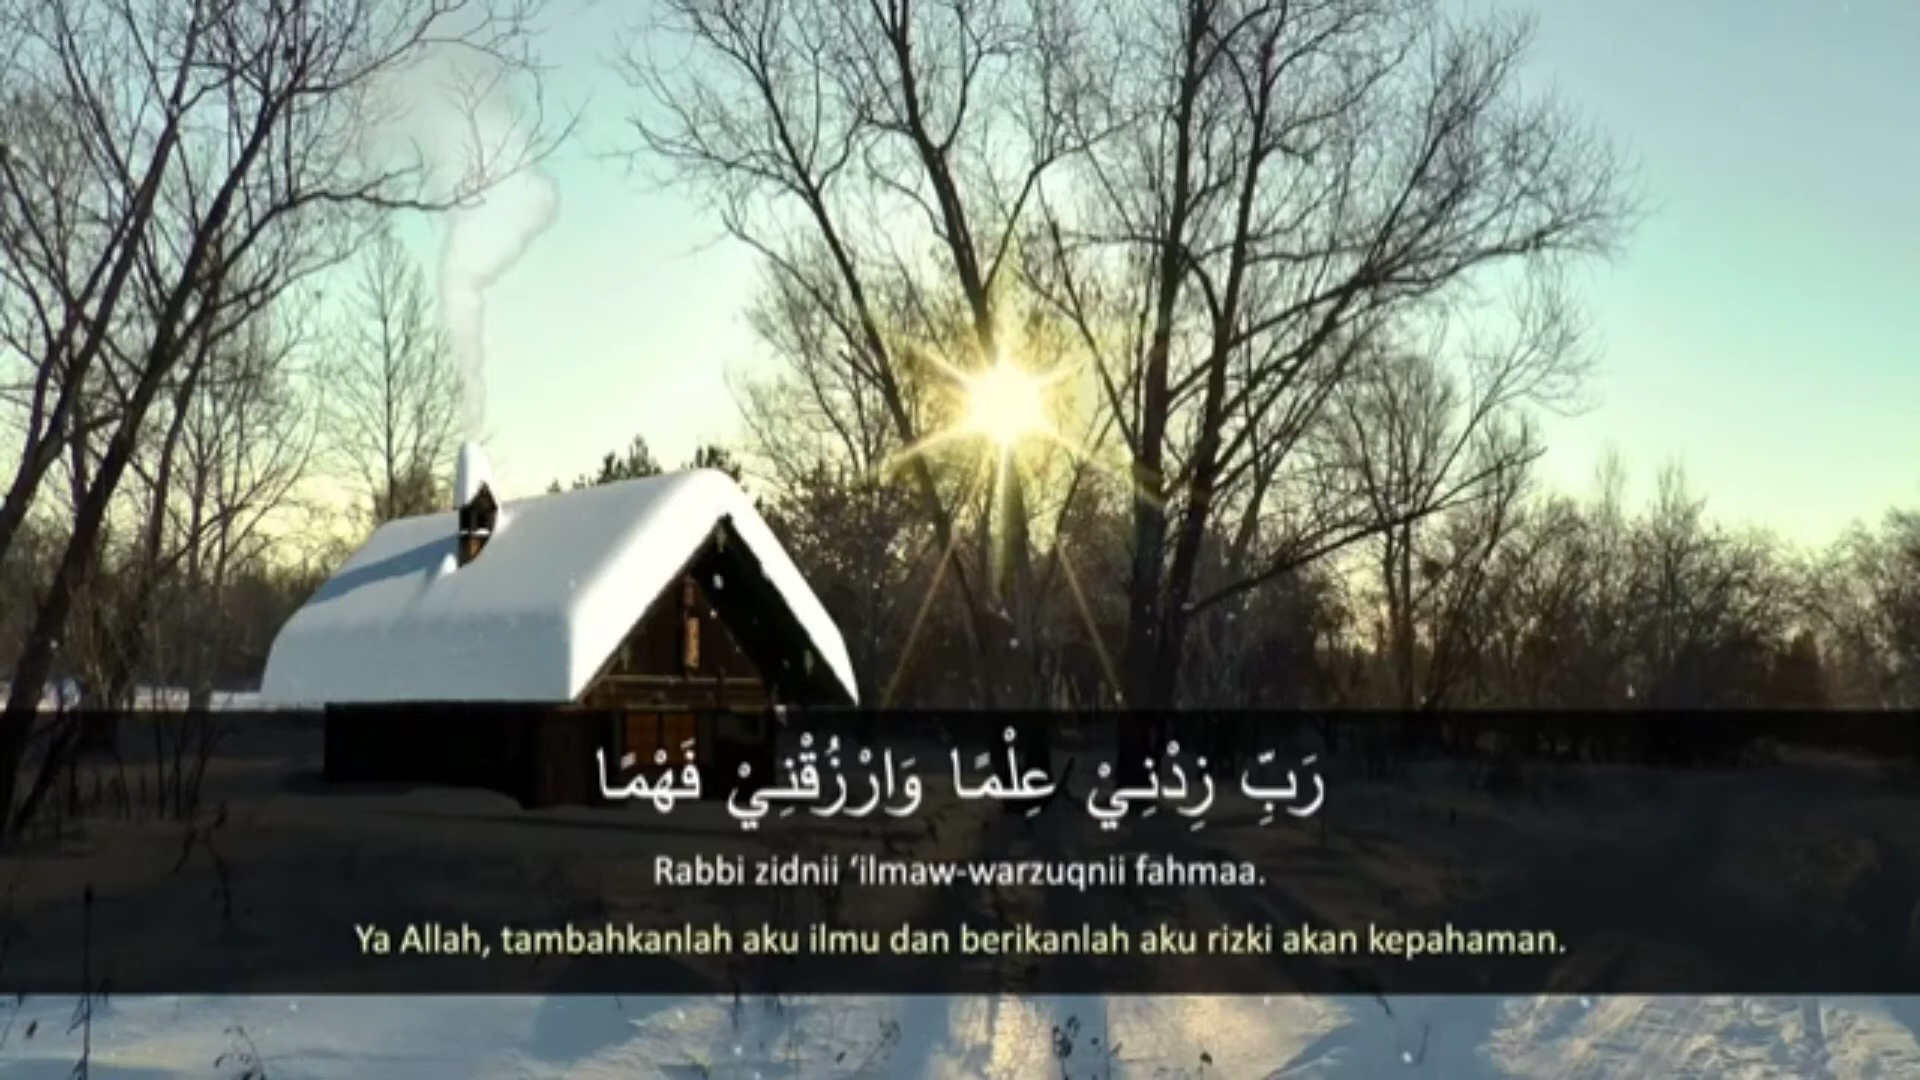 رَبِّ زِدْنِيْ عِلْمًا وَارْزُقْنِيْ فَهْمًا
Rabbi zidnii ‘ilmaw-warzuqnii fahmaa.
Ya Allah, tambahkanlah aku ilmu dan berikanlah aku rizki akan kepahaman.